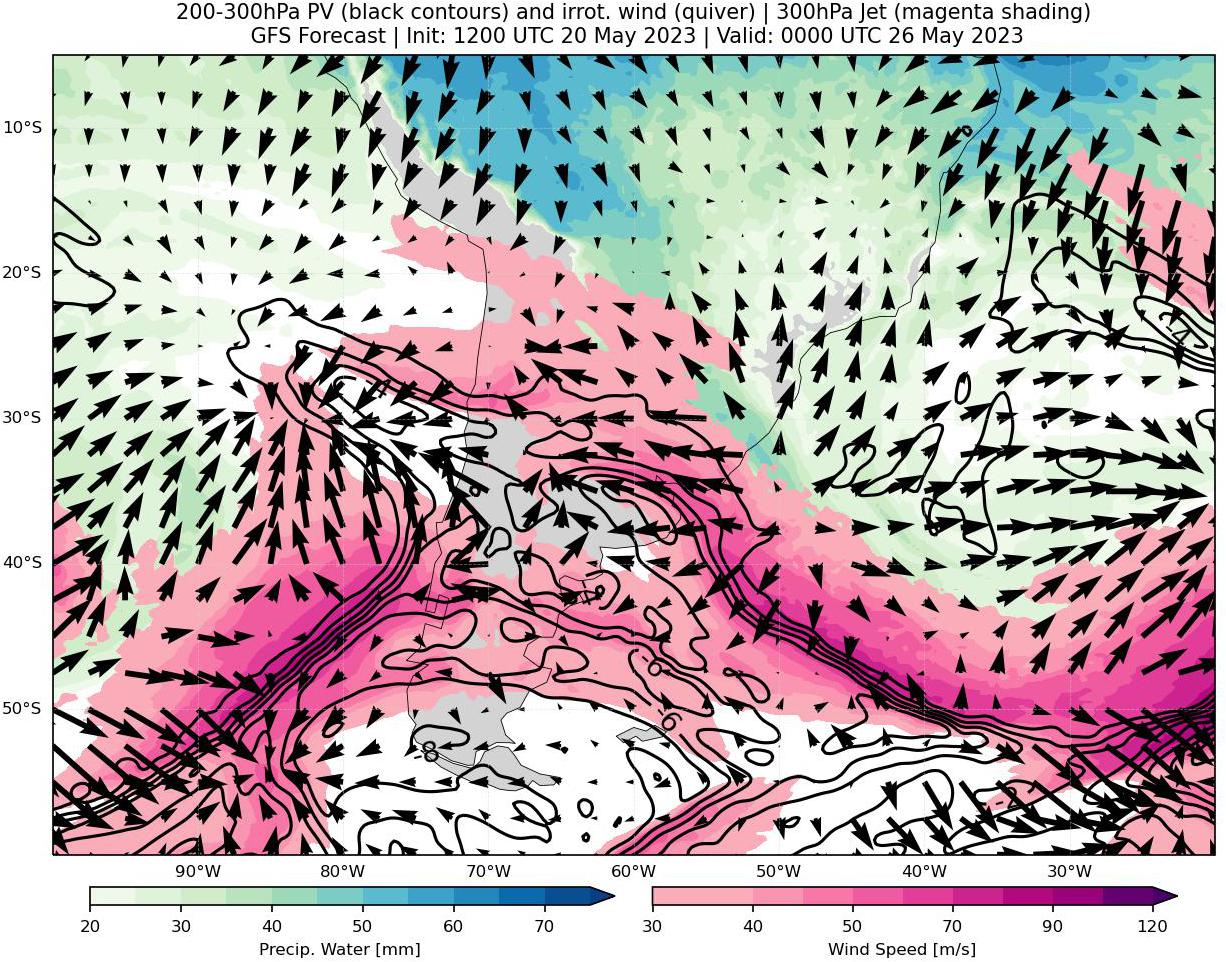 200-300hPa PV (black contours) and irrot. wind (quiver) | 300hPa Jet (magenta shading)
GFS Forecast | Init: 1200 UTC 20 May 2023 | Valid: 0000 UTC 26 May 2023
10°S
20°S
30°S
40°S
50°S
-8
-6
90°W 80°W 70°W 60°W 50°W 40°W 30°W
20 30 40 50 60 70
30 40 50 60 70 80 90 120
Precip. Water [mm]
Wind Speed [m/s]